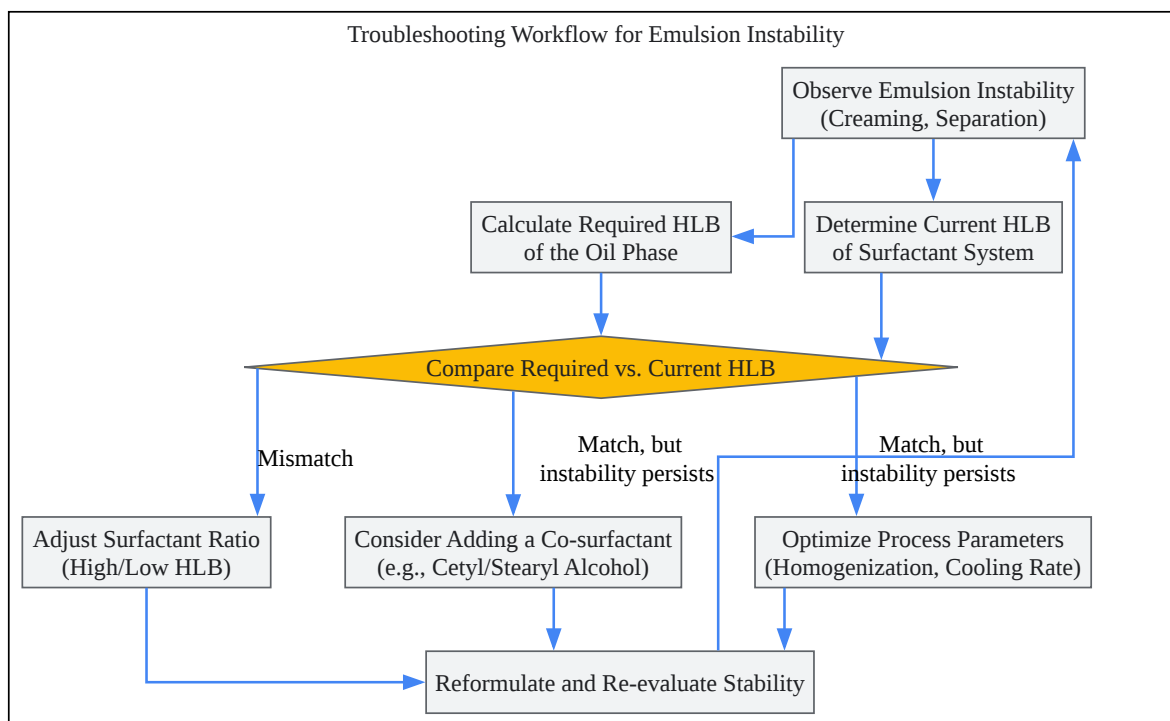 Troubleshooting Workflow for Emulsion Instability
Observe Emulsion Instability
(Creaming, Separation)
Calculate Required HLB
of the Oil Phase
Determine Current HLB
of Surfactant System
Compare Required vs. Current HLB
Mismatch
Match, but
instability persists
Match, but
instability persists
Adjust Surfactant Ratio
(High/Low HLB)
Consider Adding a Co-surfactant
(e.g., Cetyl/Stearyl Alcohol)
Optimize Process Parameters
(Homogenization, Cooling Rate)
Reformulate and Re-evaluate Stability